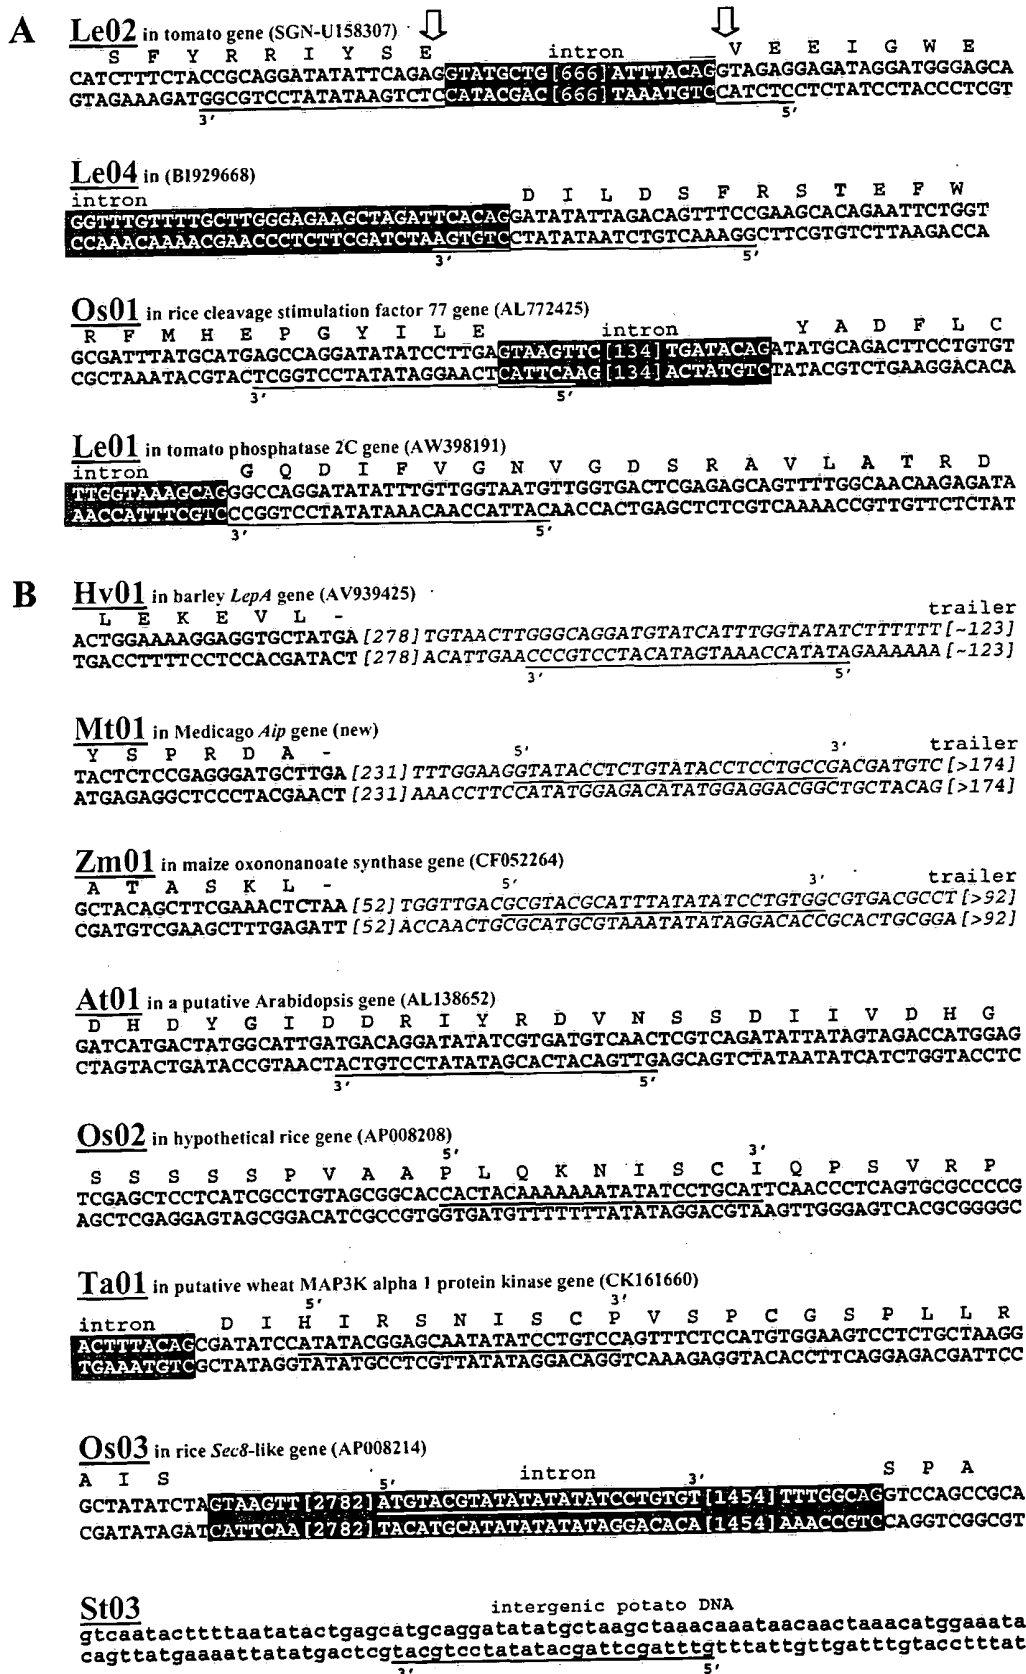 A
Le02 in tomato gene (SGN-U158307)
S F Y R R I Y S E intron V E E I G W E
CATCTTTCTACCGCAGGATATATTCAGAGGTATGCTG[666]ATTTACAGGTAGAGGAGATAGGATGGGAGCA
GTAGAAAGATGGCGTCCTATATAAGTCTCCATACGAC[666]TAAATGTCCATCTCCTCTATCCTACCCTCGT
3′ 5′
Le04 in (BI929668)
intron D I L D S F R S T E F W
GGTTTGTTTTGCTTGGGAGAAGCTAGATTCACAGGATATATTAGACAGTTTCCGAAGCACAGAATTCTGGT
CCAAACAAAACGAACCCTCTTCGATCTAAGTGTCCTATATAATCTGTCAAAGGCTTCGTGTCTTAAGACCA
3′ 5′
Os01 in rice cleavage stimulation factor 77 gene (AL772425)
R F M H E P G Y I L E intron Y A D F L C
GCGATTTATGCATGAGCCAGGATATATCCTTGAGTAAGTTC[134]TGATACAGATATGCAGACTTCCTGTGT
CGCTAAATACGTACTCGGTCCTATATAGGAACTCATTCAAG[134]ACTATGTCTATACGTCTGAAGGACACA
3′ 5′
Le01 in tomato phosphatase 2C gene (AW398191)
intron G Q D I F V G N V G D S R A V L A T R D
TTGGTAAAGCAGGGCCAGGATATATTTGTTGGTAATGTTGGTGACTCGAGAGCAGTTTTGGCAACAAGAGATA
AACCATTTCGTCCCGGTCCTATATAAACAACCATTACAACCACTGAGCTCTCGTCAAAACCGTTGTTCTCTAT
3′ 5′
B
Hv01 in barley LepA gene (AV939425)
L E K E V L - trailer
ACTGGAAAAGGAGGTGCTATGA[278]TGTAACTTGGGCAGGATGTATCATTTGGTATATCTTTTTT[~123]
TGACCTTTTCCTCCACGATACT[278]ACATTGAACCCGTCCTACATAGTAAACCATATAGAAAAAA[~123]
3′ 5′
Mt01 in Medicago Aip gene (new)
Y S P R D A - 5′ 3′ trailer
TACTCTCCGAGGGATGCTTGA[231]TTTGGAAGGTATACCTCTGTATACCTCCTGCCGACGATGTC[>174]
ATGAGAGGCTCCCTACGAACT[231]AAACCTTCCATATGGAGACATATGGAGGACGGCTGCTACAG[>174]
Zm01 in maize oxononanoate synthase gene (CF052264)
A T A S K L - 5′ 3′ trailer
GCTACAGCTTCGAAACTCTAA[52]TGGTTGACGCGTACGCATTTATATATCCTGTGGCGTGACGCCT[>92]
CGATGTCGAAGCTTTGAGATT[52]ACCAACTGCGCATGCGTAAATATATAGGACACCGCACTGCGGA[>92]
At01 in a putative Arabidopsis gene (AL138652)
D H D Y G I D D R I Y R D V N S S D I I V D H G
GATCATGACTATGGCATTGATGACAGGATATATCGTGATGTCAACTCGTCAGATATTATAGTAGACCATGGAG
CTAGTACTGATACCGTAACTACTGTCCTATATAGCACTACAGTTGAGCAGTCTATAATATCATCTGGTACCTC
3′ 5′
Os02 in hypothetical rice gene (AP008208)
5′ 3′
S S S S S P V A A P L Q K N I S C I Q P S V R P
TCGAGCTCCTCATCGCCTGTAGCGGCACCACTACAAAAAAATATATCCTGCATTCAACCCTCAGTGCGCCCCG
AGCTCGAGGAGTAGCGGACATCGCCGTGGTGATGTTTTTTTATATAGGACGTAAGTTGGGAGTCACGCGGGGC
Ta01 in putative wheat MAP3K alpha 1 protein kinase gene (CK161660)
5′ 3′
intron D I H I R S N I S C P V S P C G S P L L R
ACTTTACAGCGATATCCATATACGGAGCAATATATCCTGTCCAGTTTCTCCATGTGGAAGTCCTCTGCTAAGG
TGAAATGTCGCTATAGGTATATGCCTCGTTATATAGGACAGGTCAAAGAGGTACACCTTCAGGAGACGATTCC
Os03 in rice Sec8-like gene (AP008214)
A I S 5′ intron 3′ S P A
GCTATATCTAGTAAGTT[2782]ATGTACGTATATATATATCCTGTGT[1454]TTTGGCAGGTCCAGCCGCA
CGATATAGATCATTCAA[2782]TACATGCATATATATATAGGACACA[1454]AAACCGTCCAGGTCGGCGT
St03
intergenic potato DNA
gtcaatacttttaatatactgagcatgcaggatatatgctaagctaaacaaataacaactaaacatggaaata
cagttatgaaaattatatgactcgtacgtcctatatacgattcgatttgtttattgttgatttgtacctttat
3′ 5′